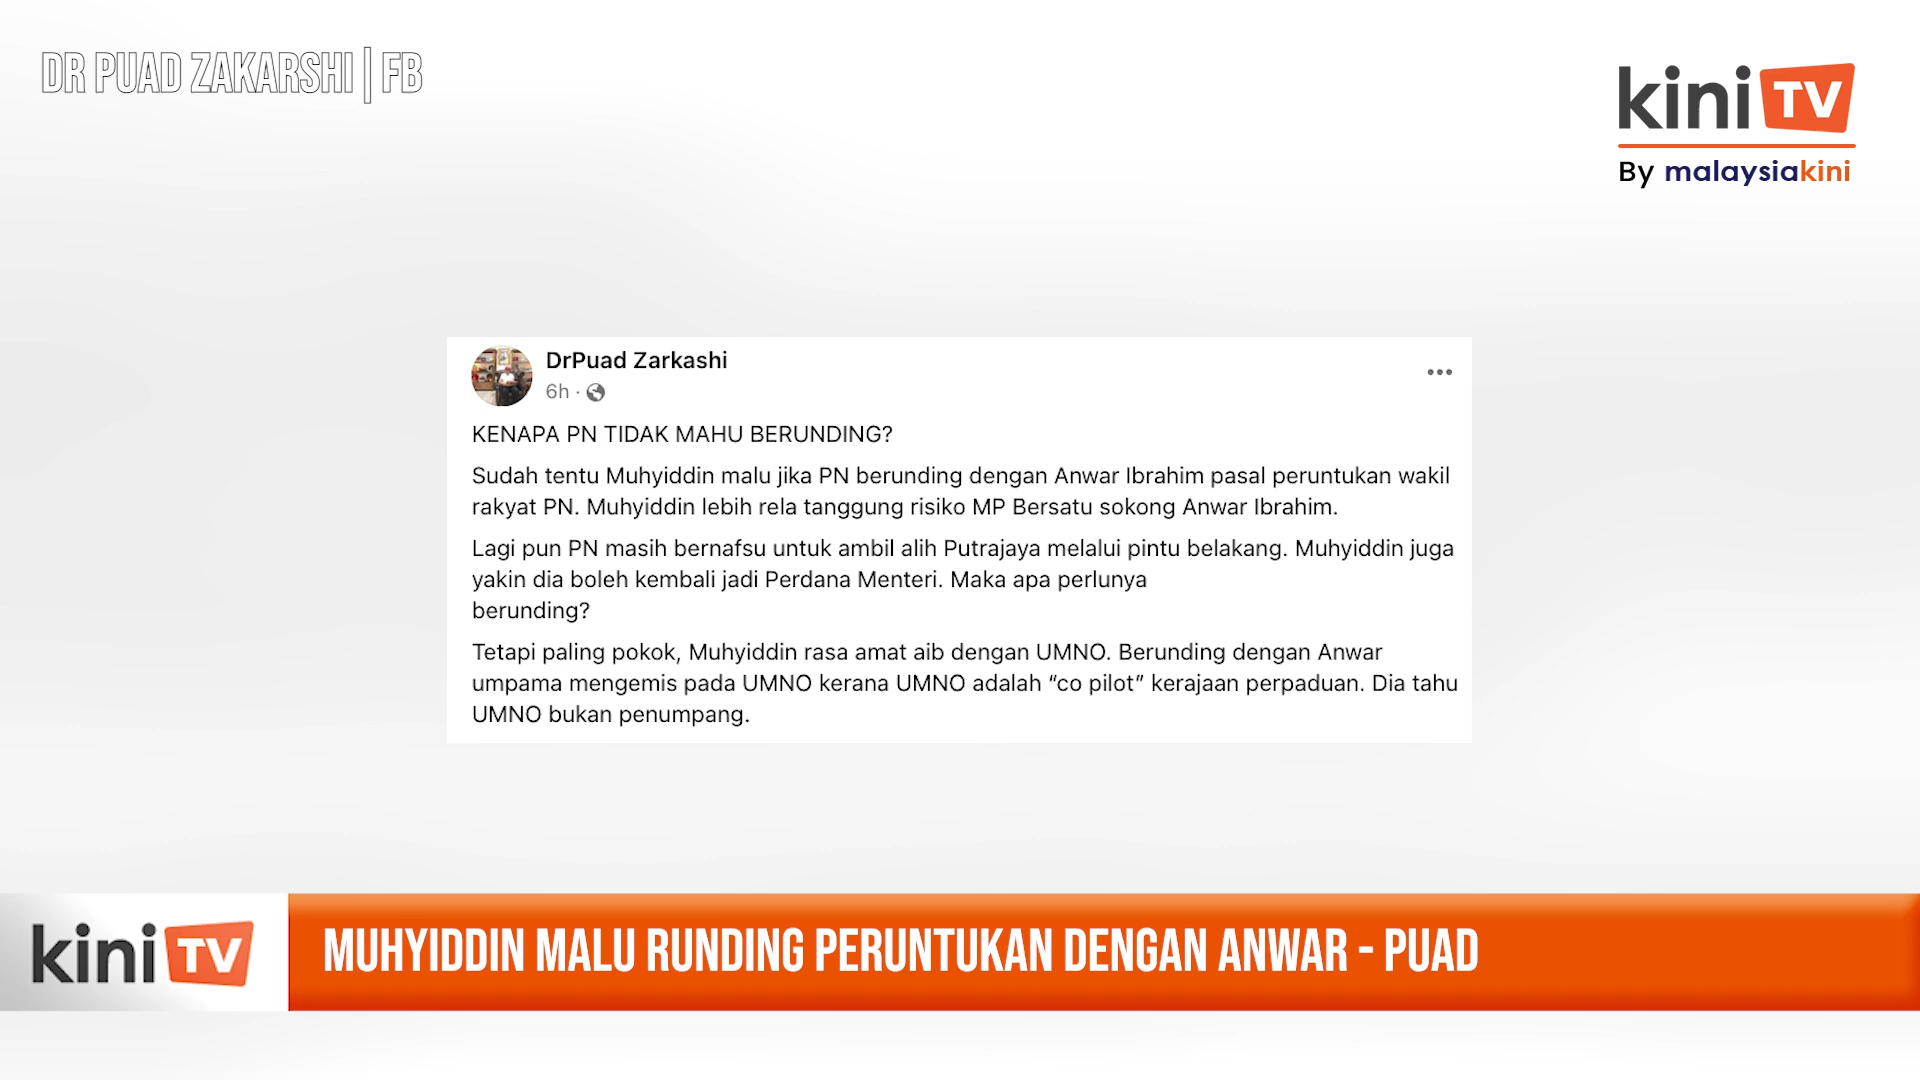 DR PUAD ZAKARSHI | FB
kini TV
By malaysiakini
DrPuad Zarkashi
6h ·
KENAPA PN TIDAK MAHU BERUNDING?
Sudah tentu Muhyiddin malu jika PN berunding dengan Anwar Ibrahim pasal peruntukan wakil
rakyat PN. Muhyiddin lebih rela tanggung risiko MP Bersatu sokong Anwar Ibrahim.
Lagi pun PN masih bernafsu untuk ambil alih Putrajaya melalui pintu belakang. Muhyiddin juga
yakin dia boleh kembali jadi Perdana Menteri. Maka apa perlunya
berunding?
Tetapi paling pokok, Muhyiddin rasa amat aib dengan UMNO. Berunding dengan Anwar
umpama mengemis pada UMNO kerana UMNO adalah “co pilot” kerajaan perpaduan. Dia tahu
UMNO bukan penumpang.
kini TV
MUHYIDDIN MALU RUNDING PERUNTUKAN DENGAN ANWAR - PUAD